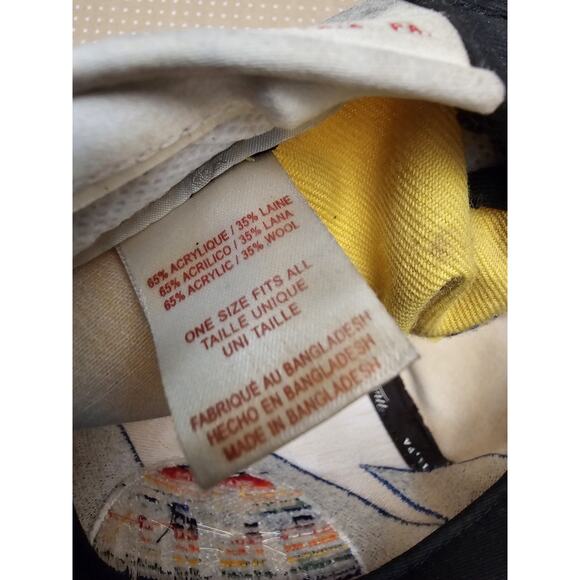 65% ACRYLIQUE / 35% LAINE
65% ACRILICO / 35% LANA
65% ACRYLIC / 35% WOOL
ONE SIZE FITS ALL
TAILLE UNIQUE
UNI TAILLE
FABRIQUÉ AU BANGLADESH
HECHO EN BANGLADESH
MADE IN BANGLADESH